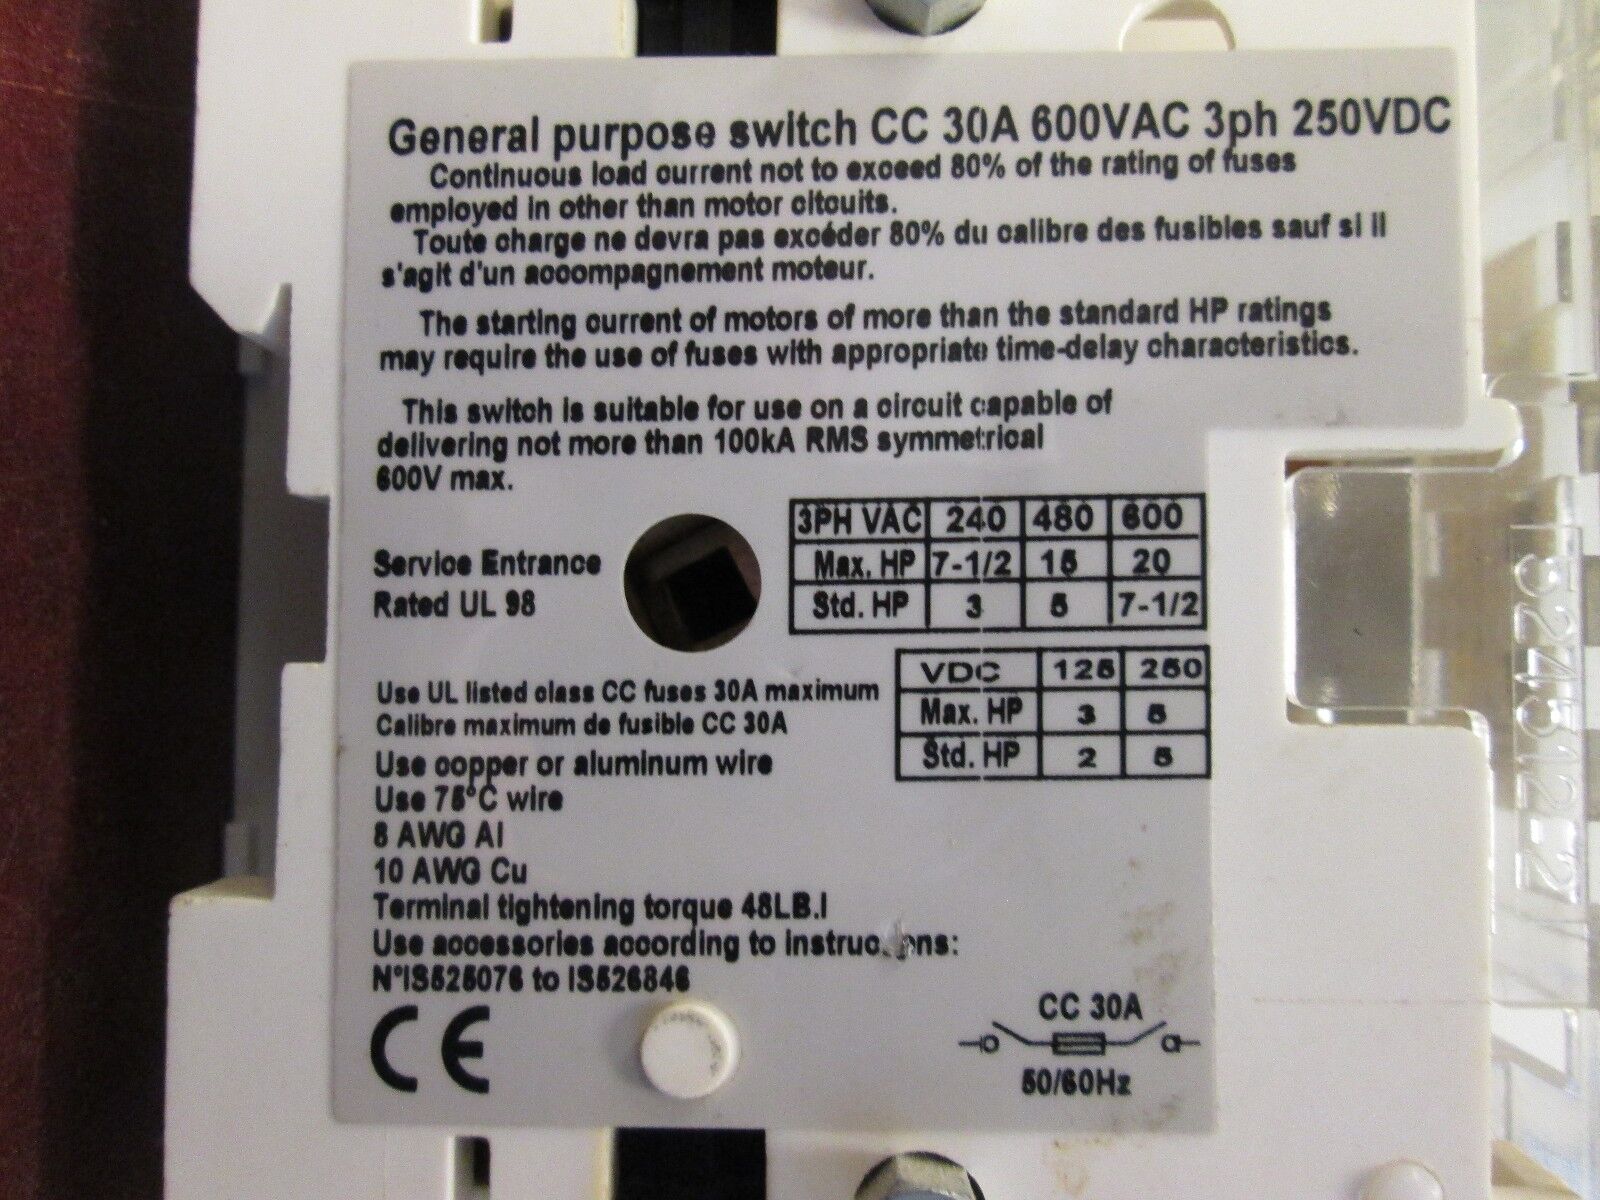 General purpose switch CC 30A 600VAC 3ph 250VDC
Continuous load current not to exceed 80% of the rating of fuses
employed in other than motor citcuits.
Toute charge ne devra pas excéder 80% du calibre des fusibles sauf si il
s'agit d'un accompagnement moteur.
The starting current of motors of more than the standard HP ratings
may require the use of fuses with appropriate time-delay characteristics.
This switch is suitable for use on a circuit capable of
delivering not more than 100kA RMS symmetrical
600V max.
3PH VAC 240 480 600
Max. HP 7-1/2 15 20
Std. HP 3 5 7-1/2
Service Entrance
Rated UL 98
VDC 125 250
Max. HP 3 5
Std. HP 2 5
Use UL listed class CC fuses 30A maximum
Calibre maximum de fusible CC 30A
Use copper or aluminum wire
Use 75°C wire
8 AWG Al
10 AWG Cu
Terminal tightening torque 48LB.I
Use accessories according to instructions:
N°IS525076 to IS526846
CE
CC 30A
50/60Hz